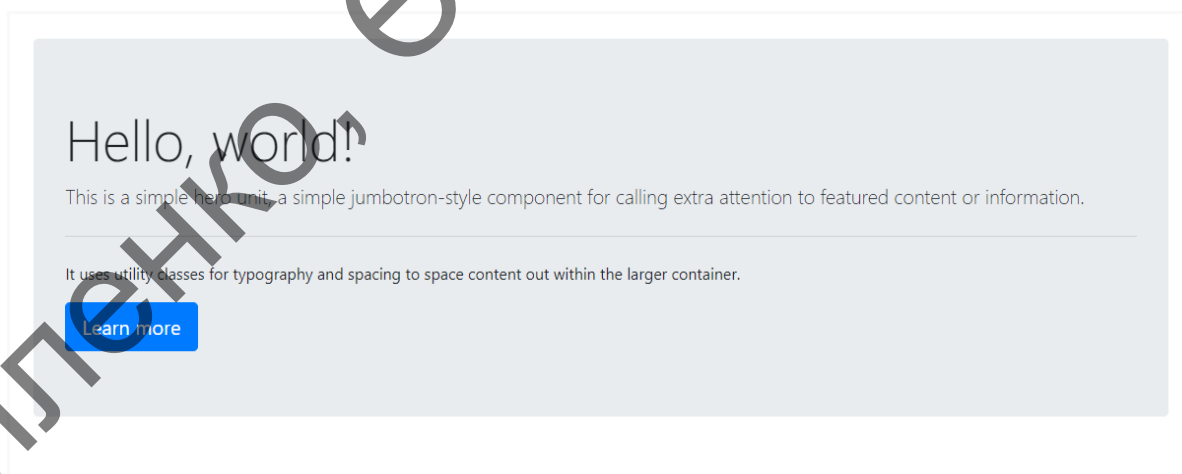 Hello, world!
This is a simple hero unit, a simple jumbotron-style component for calling extra attention to featured content or information.
It uses utility classes for typography and spacing to space content out within the larger container.
Learn more